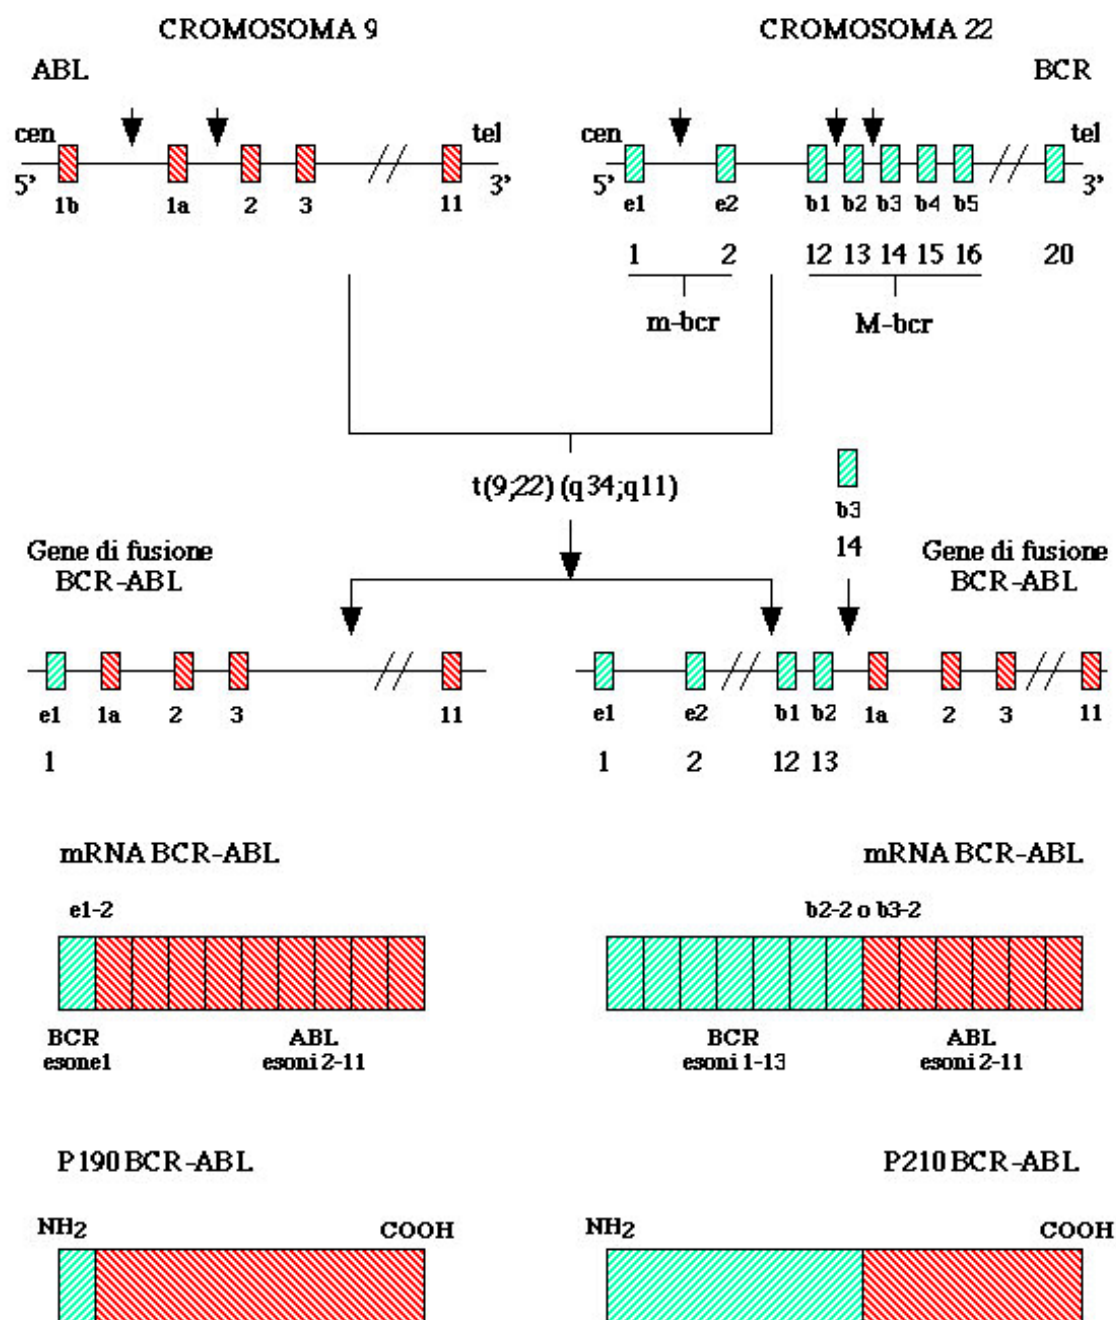 CROMOSOMA 9 CROMOSOMA 22
ABL BCR
cen tel cen tel
5' 3' 5' 3'
1b 1a 2 3 11 e1 e2 b1 b2 b3 b4 b5
1 2 12 13 14 15 16 20
m-bcr M-bcr
t(9;22) (q34;q11)
b3
14
Gene di fusione
BCR-ABL
Gene di fusione
BCR-ABL
e1 1a 2 3 11 e1 e2 b1 b2 1a 2 3 11
1 1 2 12 13
mRNA BCR-ABL mRNA BCR-ABL
e1-2 b2-2 o b3-2
BCR ABL BCR ABL
esone1 esoni 2-11 esoni 1-13 esoni 2-11
P190 BCR-ABL P210 BCR-ABL
NH2 COOH NH2 COOH